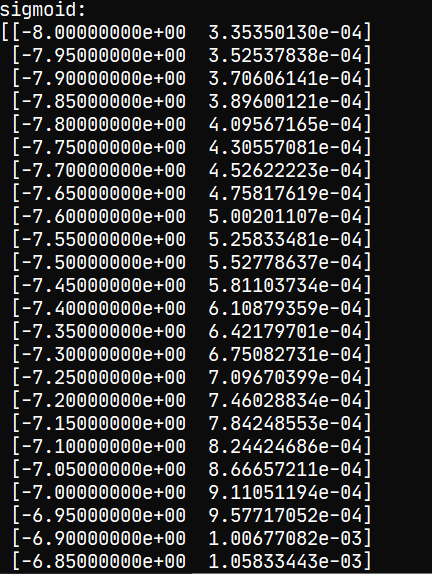 sigmoid:
[[-8.00000000e+00  3.35350130e-04]
 [-7.95000000e+00  3.52537838e-04]
 [-7.90000000e+00  3.70606141e-04]
 [-7.85000000e+00  3.89600121e-04]
 [-7.80000000e+00  4.09567165e-04]
 [-7.75000000e+00  4.30557081e-04]
 [-7.70000000e+00  4.52622223e-04]
 [-7.65000000e+00  4.75817619e-04]
 [-7.60000000e+00  5.00201107e-04]
 [-7.55000000e+00  5.25833481e-04]
 [-7.50000000e+00  5.52778637e-04]
 [-7.45000000e+00  5.81103734e-04]
 [-7.40000000e+00  6.10879359e-04]
 [-7.35000000e+00  6.42179701e-04]
 [-7.30000000e+00  6.75082731e-04]
 [-7.25000000e+00  7.09670399e-04]
 [-7.20000000e+00  7.46028834e-04]
 [-7.15000000e+00  7.84248553e-04]
 [-7.10000000e+00  8.24424686e-04]
 [-7.05000000e+00  8.66657211e-04]
 [-7.00000000e+00  9.11051194e-04]
 [-6.95000000e+00  9.57717052e-04]
 [-6.90000000e+00  1.00677082e-03]
 [-6.85000000e+00  1.05833443e-03]